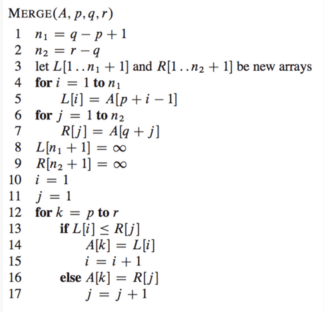 MERGE(A, p, q, r)
1 n₁ = q − p + 1
2 n₂ = r − q
3 let L[1 . . n₁ + 1] and R[1 . . n₂ + 1] be new arrays
4 for i = 1 to n₁
5 L[i] = A[p + i − 1]
6 for j = 1 to n₂
7 R[j] = A[q + j]
8 L[n₁ + 1] = ∞
9 R[n₂ + 1] = ∞
10 i = 1
11 j = 1
12 for k = p to r
13 if L[i] ≤ R[j]
14 A[k] = L[i]
15 i = i + 1
16 else A[k] = R[j]
17 j = j + 1